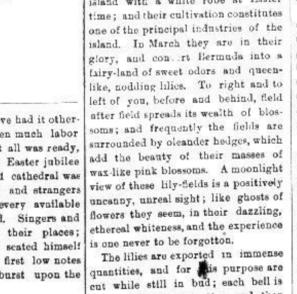 ve had it other-
en much labor
t all was ready,
Easter jubilee
d cathedral was
and strangers
every available
d. Singers and
their places;
seated himself
first low notes
burst upon the
island with a white robe at Easter
time; and their cultivation constitutes
one of the principal industries of the
island. In March they are in their
glory, and con rt Bermuda into a
fairy-land of sweet odors and queen-
like, nodding lilies. To right and to
left of you, before and behind, field
after field spreads its wealth of blos-
soms; and frequently the fields are
surrounded by oleander hedges, which
add the beauty of their masses of
wax-like pink blossoms. A moonlight
view of these lily-fields is a positively
uncanny, unreal sight; like ghosts of
flowers they seem, in their dazzling,
ethereal whiteness, and the experience
is one never to be forgotton.
The lilies are exported in immense
quantities, and for is purpose are
cut while still in bud; each bell is